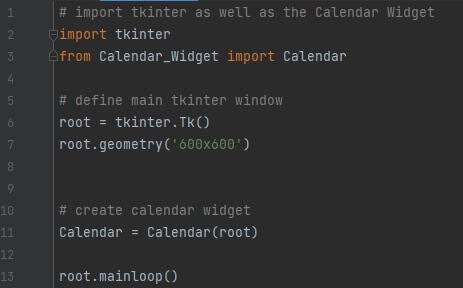 1 # import tkinter as well as the Calendar Widget
2 import tkinter
3 from Calendar_Widget import Calendar
4
5 # define main tkinter window
6 root = tkinter.Tk()
7 root.geometry('600x600')
8
9
10 # create calendar widget
11 Calendar = Calendar(root)
12
13 root.mainloop()